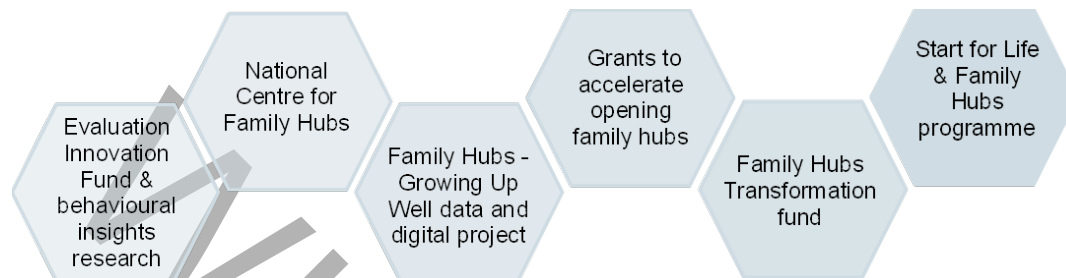 Evaluation
Innovation
Fund &
behavioural
insights
research
National
Centre for
Family Hubs
Family Hubs -
Growing Up
Well data and
digital project
Grants to
accelerate
opening
family hubs
Family Hubs
Transformation
fund
Start for Life
& Family
Hubs
programme